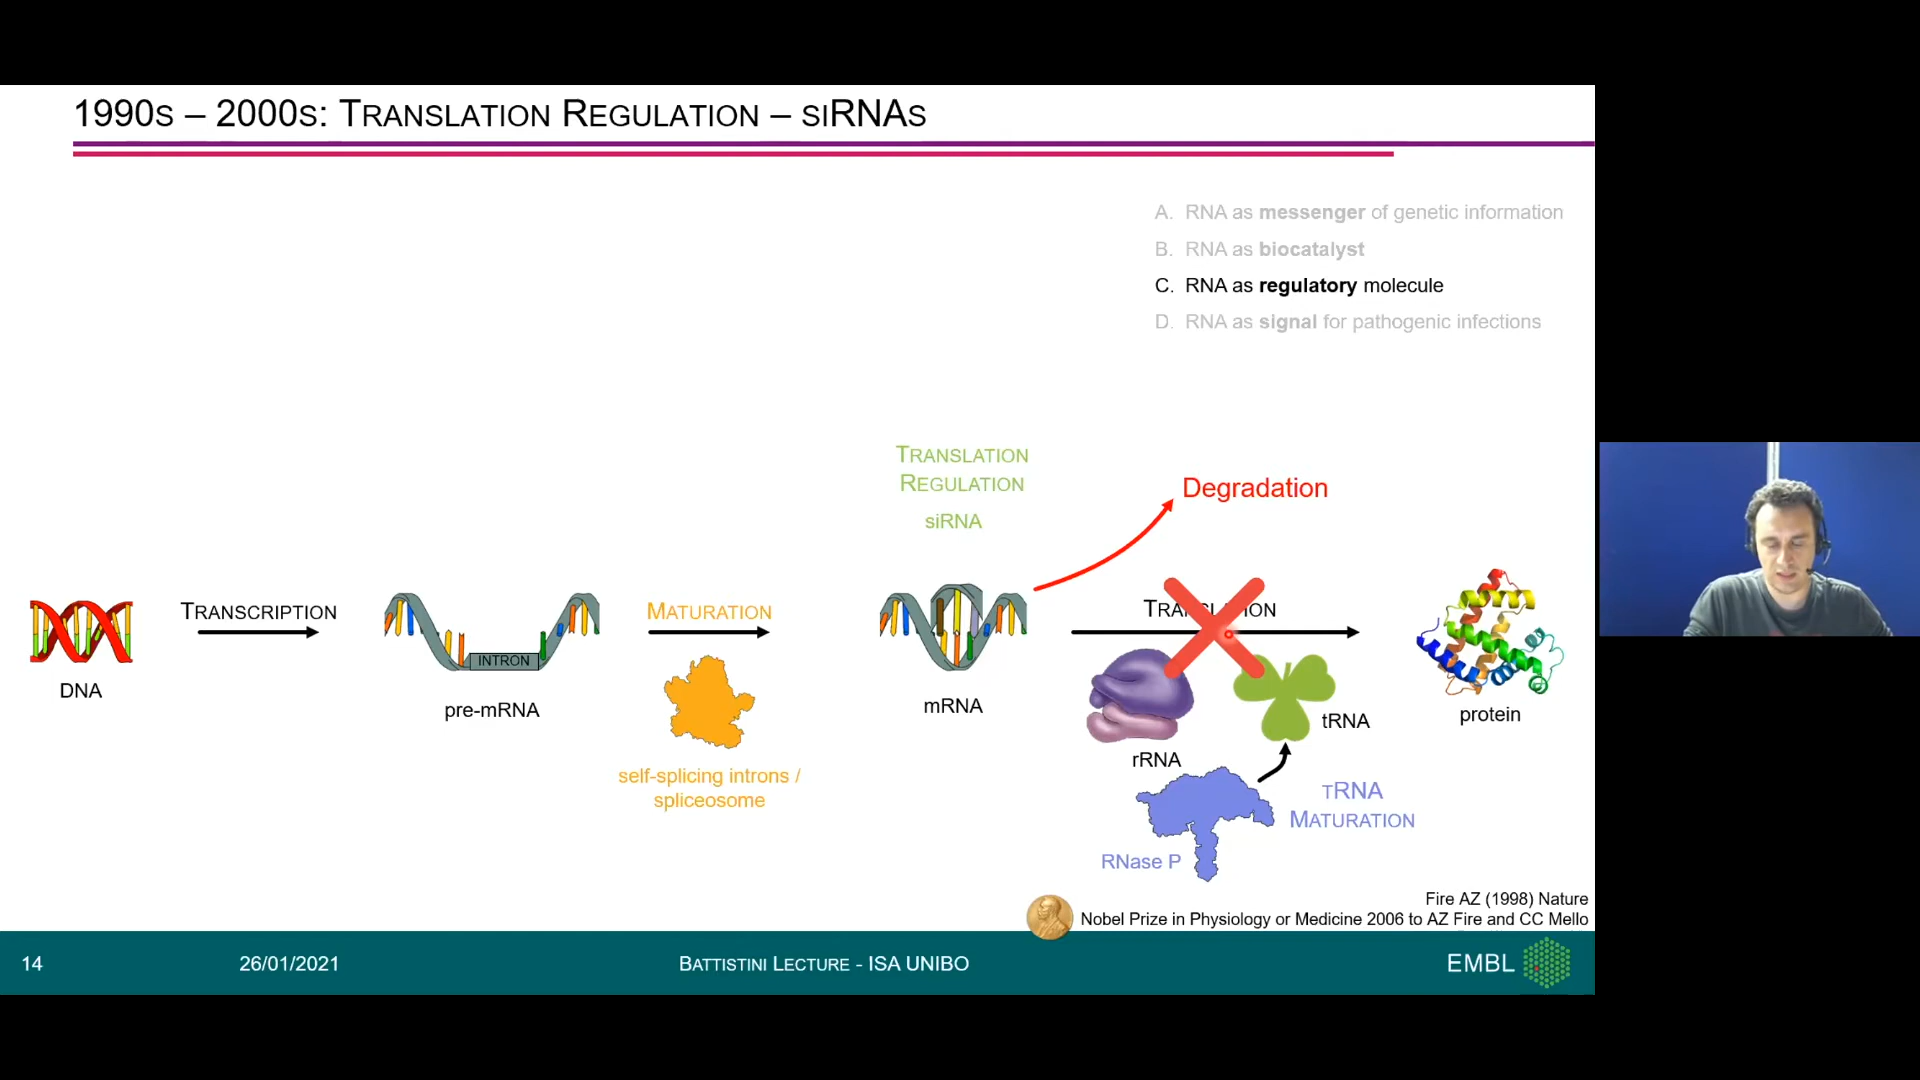 1990s – 2000s: Translation Regulation – siRNAs
A. RNA as messenger of genetic information
B. RNA as biocatalyst
C. RNA as regulatory molecule
D. RNA as signal for pathogenic infections
Translation
Regulation
siRNA
Degradation
Transcription
Maturation
Translation
INTRON
DNA
pre-mRNA
mRNA
tRNA
protein
rRNA
self-splicing introns /
spliceosome
tRNA
Maturation
RNase P
Fire AZ (1998) Nature
Nobel Prize in Physiology or Medicine 2006 to AZ Fire and CC Mello
14
26/01/2021
Battistini Lecture - ISA UNIBO
EMBL